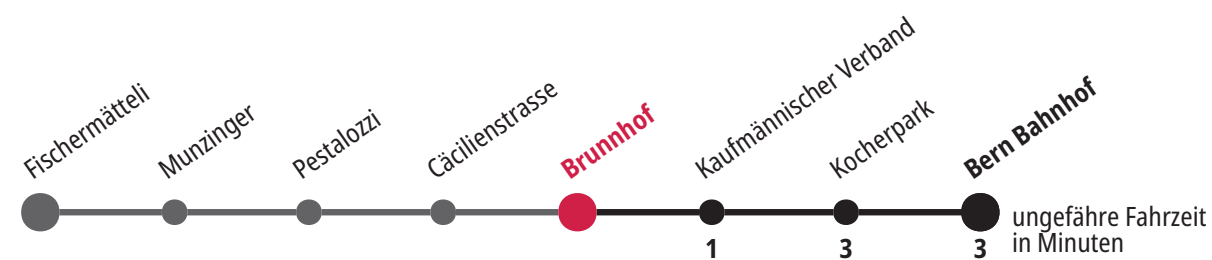 Fischermätteli
Munzinger
Pestalozzi
Cäcilienstrasse
Brunnhof
Kaufmännischer Verband
Kocherpark
Bern Bahnhof
1
3
3
ungefähre Fahrzeit
in Minuten